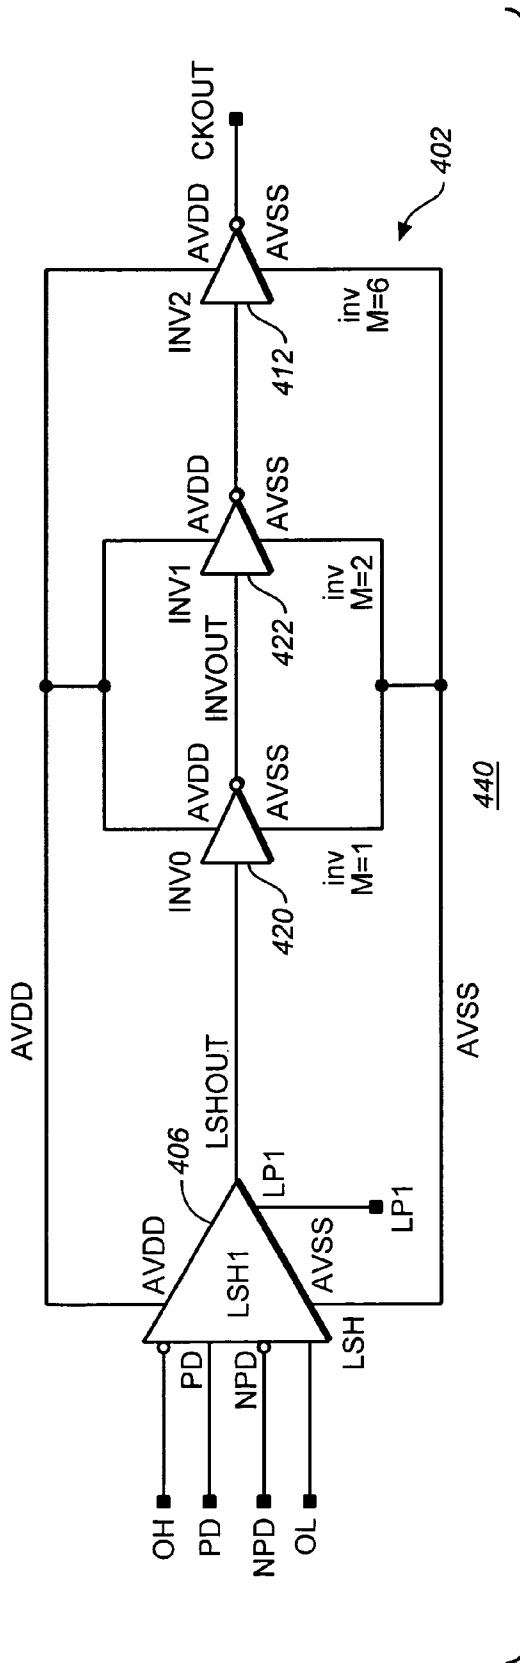 AVDD
OH
PD
NPD
OL
PD
NPD
LSH1
AVDD
AVSS
LSH
406
LP1
LP1
LSHOUT
INV0
AVDD
AVSS
420
inv
M=1
INVOUT
INV1
AVDD
AVSS
422
inv
M=2
INV2
AVDD
AVSS
412
inv
M=6
CKOUT
402
AVSS
440